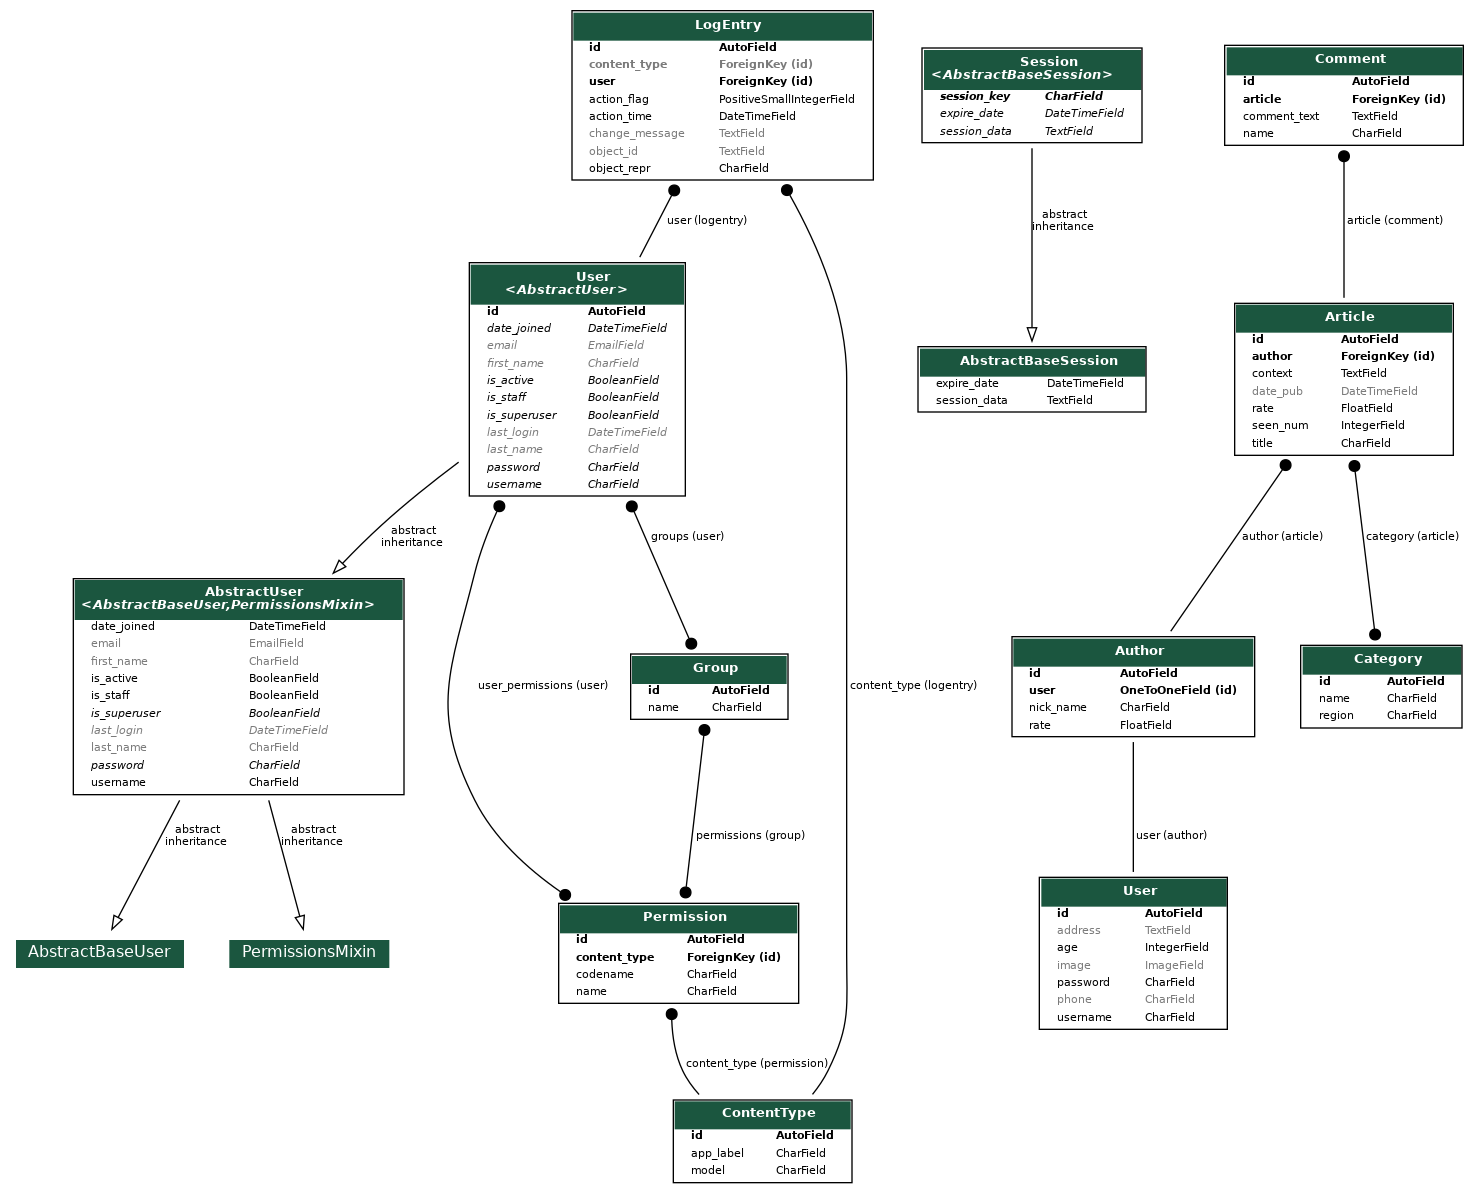 LogEntry
id AutoField
content_type ForeignKey (id)
user ForeignKey (id)
action_flag PositiveSmallIntegerField
action_time DateTimeField
change_message TextField
object_id TextField
object_repr CharField
Session
<AbstractBaseSession>
session_key CharField
expire_date DateTimeField
session_data TextField
Comment
id AutoField
article ForeignKey (id)
comment_text TextField
name CharField
user (logentry)
abstract
inheritance
article (comment)
User
<AbstractUser>
id AutoField
date_joined DateTimeField
email EmailField
first_name CharField
is_active BooleanField
is_staff BooleanField
is_superuser BooleanField
last_login DateTimeField
last_name CharField
password CharField
username CharField
AbstractBaseSession
expire_date DateTimeField
session_data TextField
Article
id AutoField
author ForeignKey (id)
context TextField
date_pub DateTimeField
rate FloatField
seen_num IntegerField
title CharField
abstract
inheritance
groups (user)
author (article)
category (article)
AbstractUser
<AbstractBaseUser,PermissionsMixin>
date_joined DateTimeField
email EmailField
first_name CharField
is_active BooleanField
is_staff BooleanField
is_superuser BooleanField
last_login DateTimeField
last_name CharField
password CharField
username CharField
user_permissions (user)
Group
id AutoField
name CharField
content_type (logentry)
Author
id AutoField
user OneToOneField (id)
nick_name CharField
rate FloatField
Category
id AutoField
name CharField
region CharField
abstract
inheritance
abstract
inheritance
permissions (group)
user (author)
AbstractBaseUser
PermissionsMixin
Permission
id AutoField
content_type ForeignKey (id)
codename CharField
name CharField
User
id AutoField
address TextField
age IntegerField
image ImageField
password CharField
phone CharField
username CharField
content_type (permission)
ContentType
id AutoField
app_label CharField
model CharField